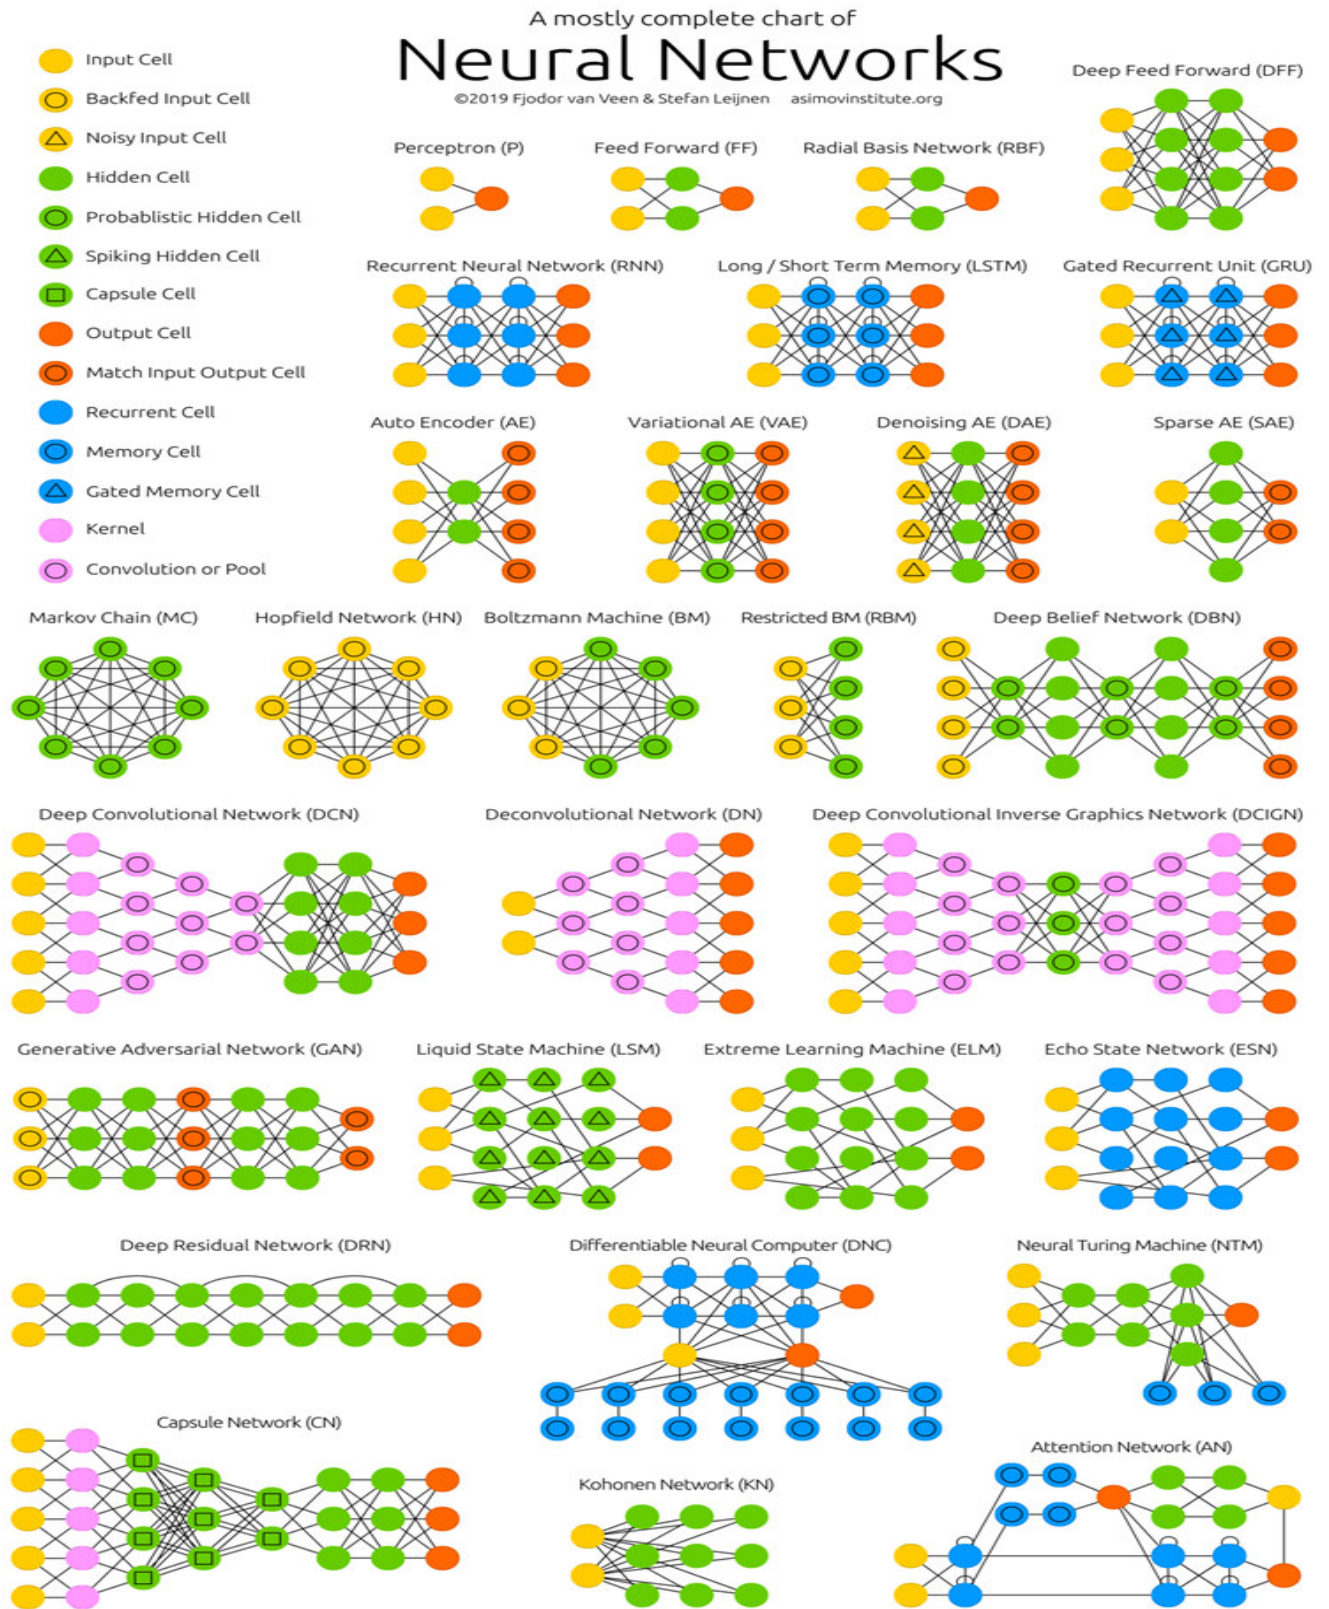 A mostly complete chart of
Neural Networks
©2019 Fjodor van Veen & Stefan Leijnen asimovinstitute.org
Input Cell
Backfed Input Cell
Noisy Input Cell
Hidden Cell
Probablistic Hidden Cell
Spiking Hidden Cell
Capsule Cell
Output Cell
Match Input Output Cell
Recurrent Cell
Memory Cell
Gated Memory Cell
Kernel
Convolution or Pool
Deep Feed Forward (DFF)
Perceptron (P)
Feed Forward (FF)
Radial Basis Network (RBF)
Recurrent Neural Network (RNN)
Long / Short Term Memory (LSTM)
Gated Recurrent Unit (GRU)
Auto Encoder (AE)
Variational AE (VAE)
Denoising AE (DAE)
Sparse AE (SAE)
Markov Chain (MC)
Hopfield Network (HN)
Boltzmann Machine (BM)
Restricted BM (RBM)
Deep Belief Network (DBN)
Deep Convolutional Network (DCN)
Deconvolutional Network (DN)
Deep Convolutional Inverse Graphics Network (DCIGN)
Generative Adversarial Network (GAN)
Liquid State Machine (LSM)
Extreme Learning Machine (ELM)
Echo State Network (ESN)
Deep Residual Network (DRN)
Differentiable Neural Computer (DNC)
Neural Turing Machine (NTM)
Capsule Network (CN)
Kohonen Network (KN)
Attention Network (AN)